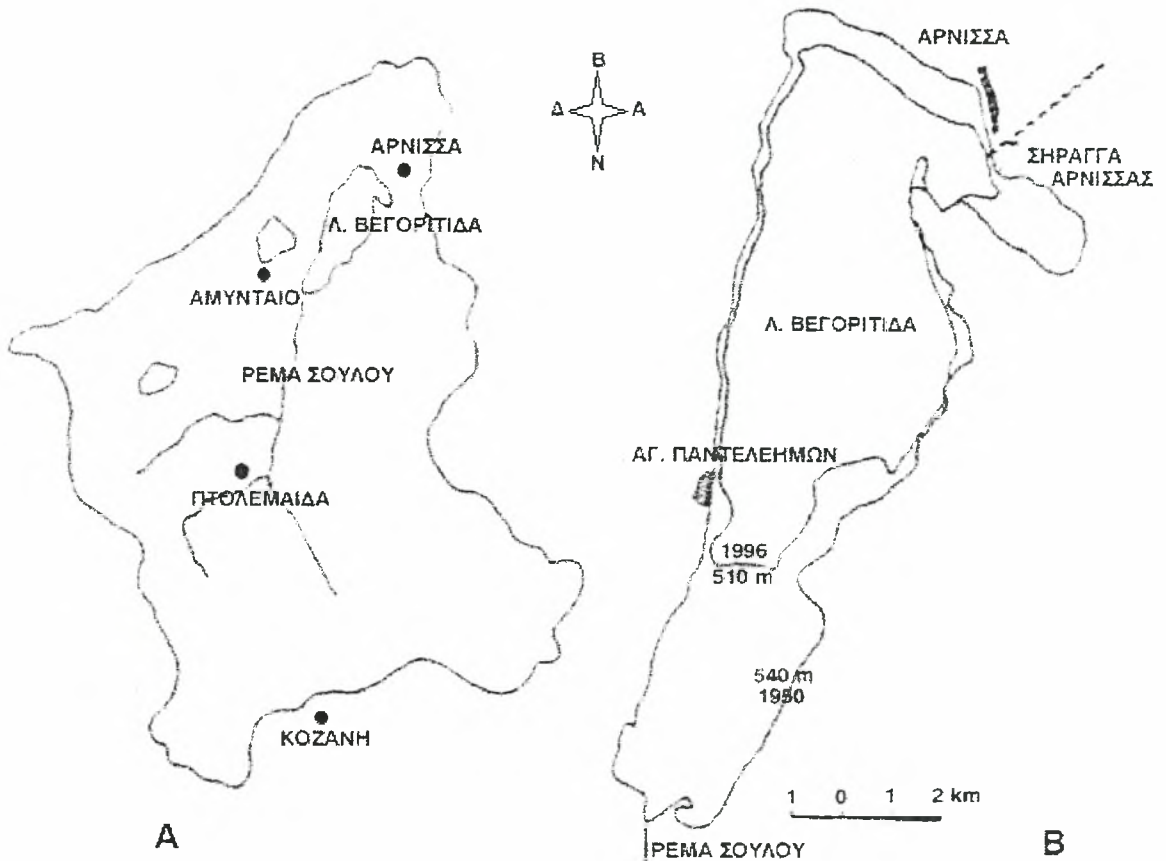 ΑΡΝΙΣΣΑ
Λ. ΒΕΓΟΡΙΤΙΔΑ
ΑΜΥΝΤΑΙΟ
ΡΕΜΑ ΣΟΥΛΟΥ
ΠΤΟΛΕΜΑΙΔΑ
ΚΟΖΑΝΗ
Α
Β
Δ Α
Ν
ΑΡΝΙΣΣΑ
ΣΗΡΑΓΓΑ
ΑΡΝΙΣΣΑΣ
Λ. ΒΕΓΟΡΙΤΙΔΑ
ΑΓ. ΠΑΝΤΕΛΕΗΜΩΝ
1996
510 m
540 m
1950
1 0 1 2 km
ΡΕΜΑ ΣΟΥΛΟΥ
Β